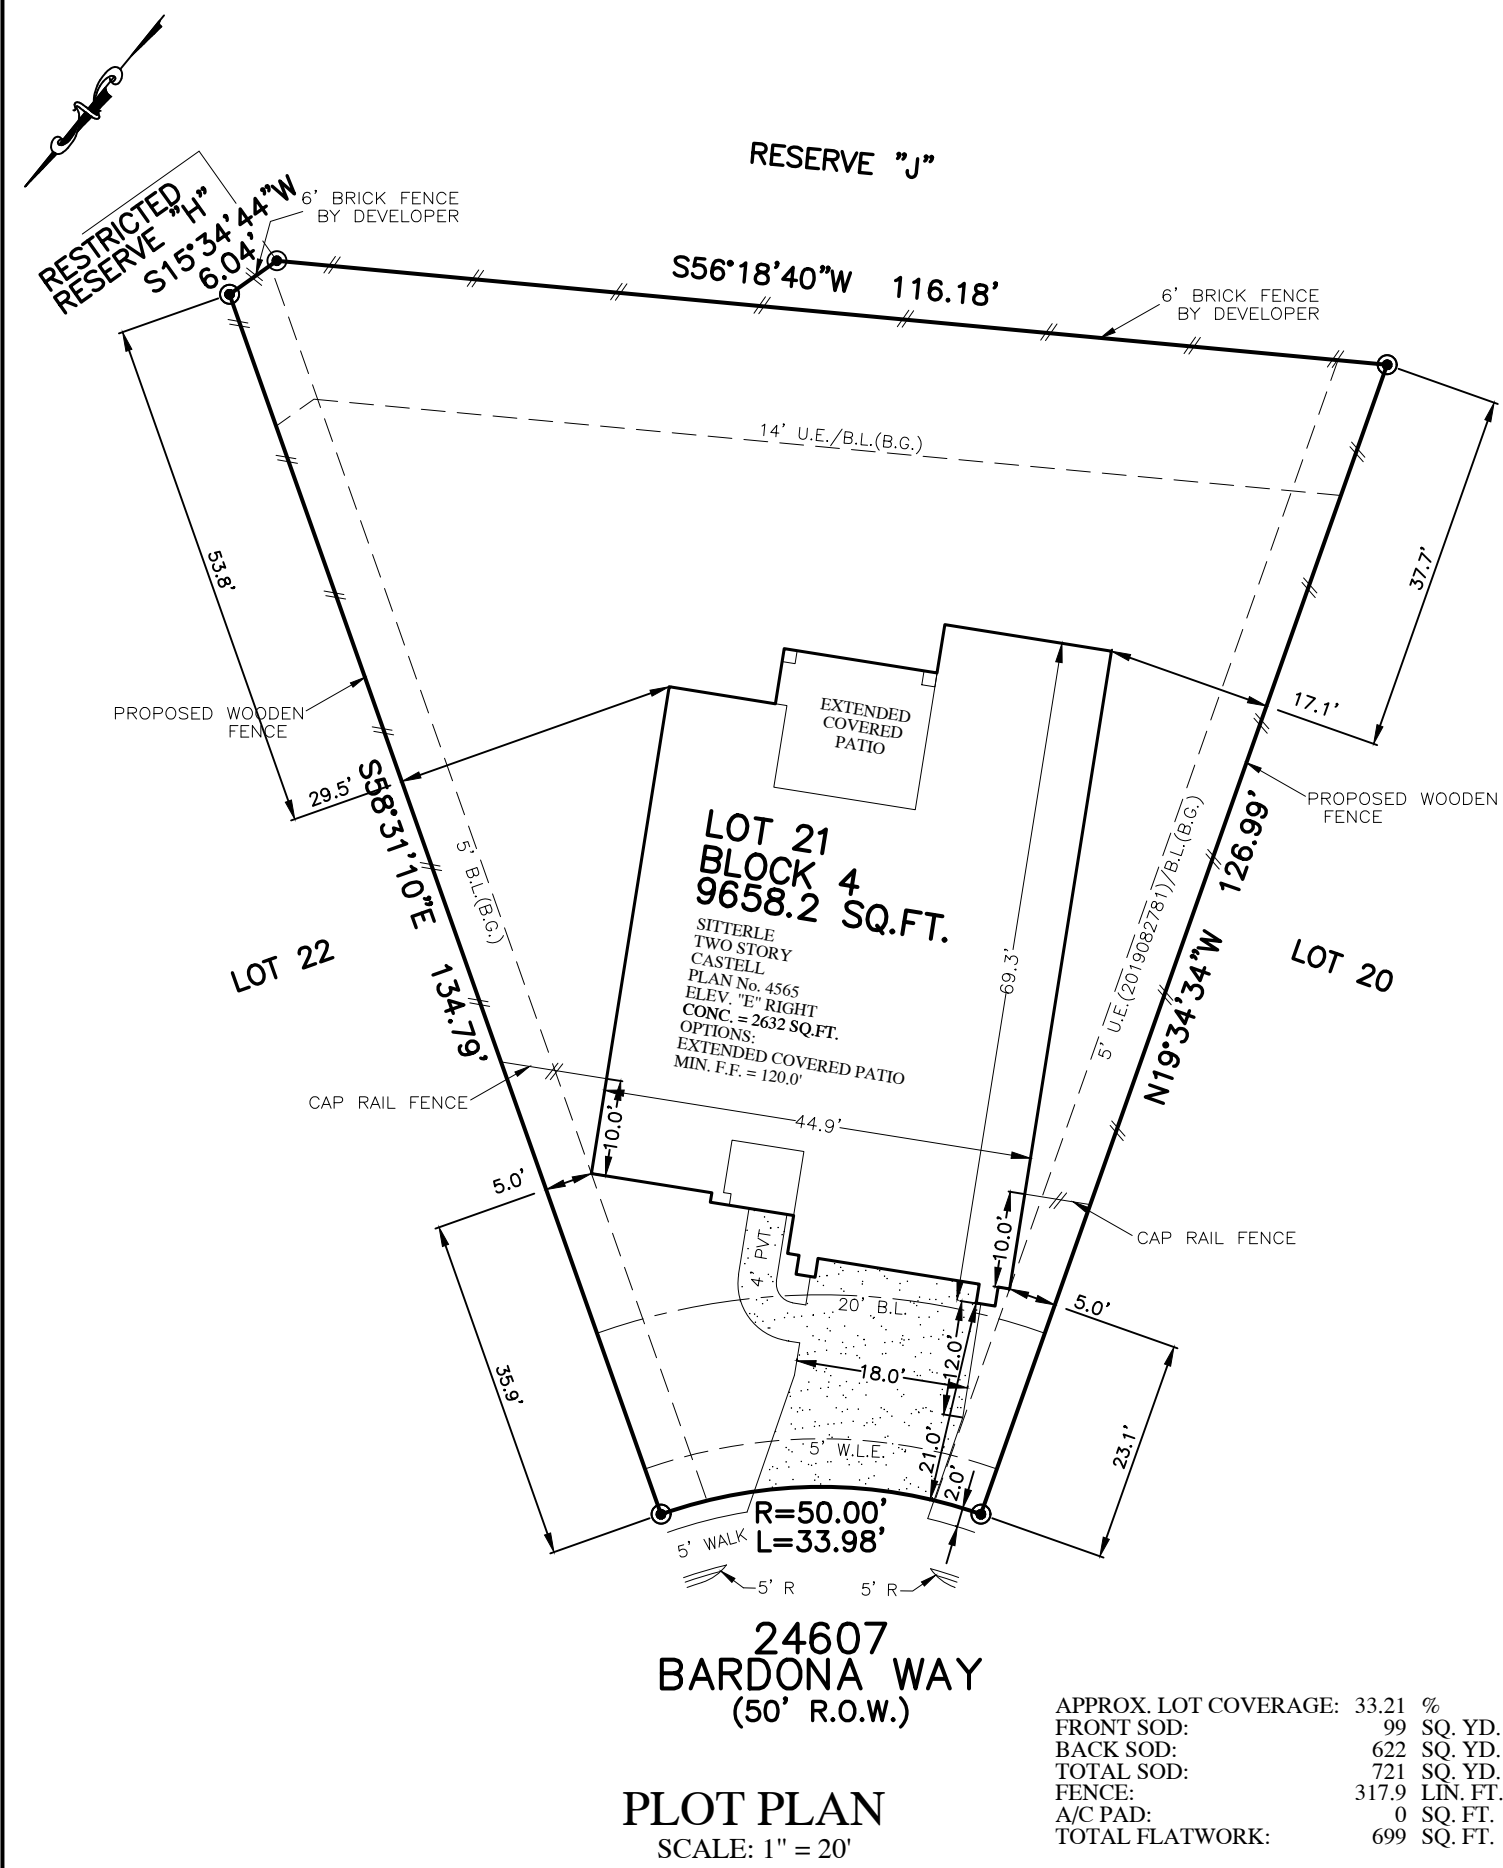 RESERVE "J"
RESTRICTED
RESERVE "H"
S15°34'44"W
6.04'
6' BRICK FENCE
BY DEVELOPER
S56°18'40"W 116.18'
6' BRICK FENCE
BY DEVELOPER
14' U.E./B.L.(B.G.)
53.8'
37.7'
PROPOSED WOODEN
FENCE
EXTENDED
COVERED
PATIO
17.1'
29.5'
PROPOSED WOODEN
FENCE
S58°31'10"E 134.79'
5' B.L.(B.G.)
LOT 21
BLOCK 4
9658.2 SQ.FT.
SITTERLE
TWO STORY
CASTELL
PLAN No. 4565
ELEV. "E" RIGHT
CONC. = 2632 SQ.FT.
OPTIONS:
EXTENDED COVERED PATIO
MIN. F.F. = 120.0'
69.3'
5' U.E.(2019082781)/B.L.(B.G.)
N19°34'34"W 126.99'
LOT 22
LOT 20
CAP RAIL FENCE
10.0'
44.9'
5.0'
4' PVT.
10.0'
CAP RAIL FENCE
20' B.L.
5.0'
12.0'
18.0'
35.9'
23.1'
5' W.L.E.
21.0'
2.0'
R=50.00'
L=33.98'
5' WALK
5' R
5' R
24607
BARDONA WAY
(50' R.O.W.)
APPROX. LOT COVERAGE: 33.21 %
FRONT SOD: 99 SQ. YD.
BACK SOD: 622 SQ. YD.
TOTAL SOD: 721 SQ. YD.
FENCE: 317.9 LIN. FT.
A/C PAD: 0 SQ. FT.
TOTAL FLATWORK: 699 SQ. FT.
PLOT PLAN
SCALE: 1" = 20'